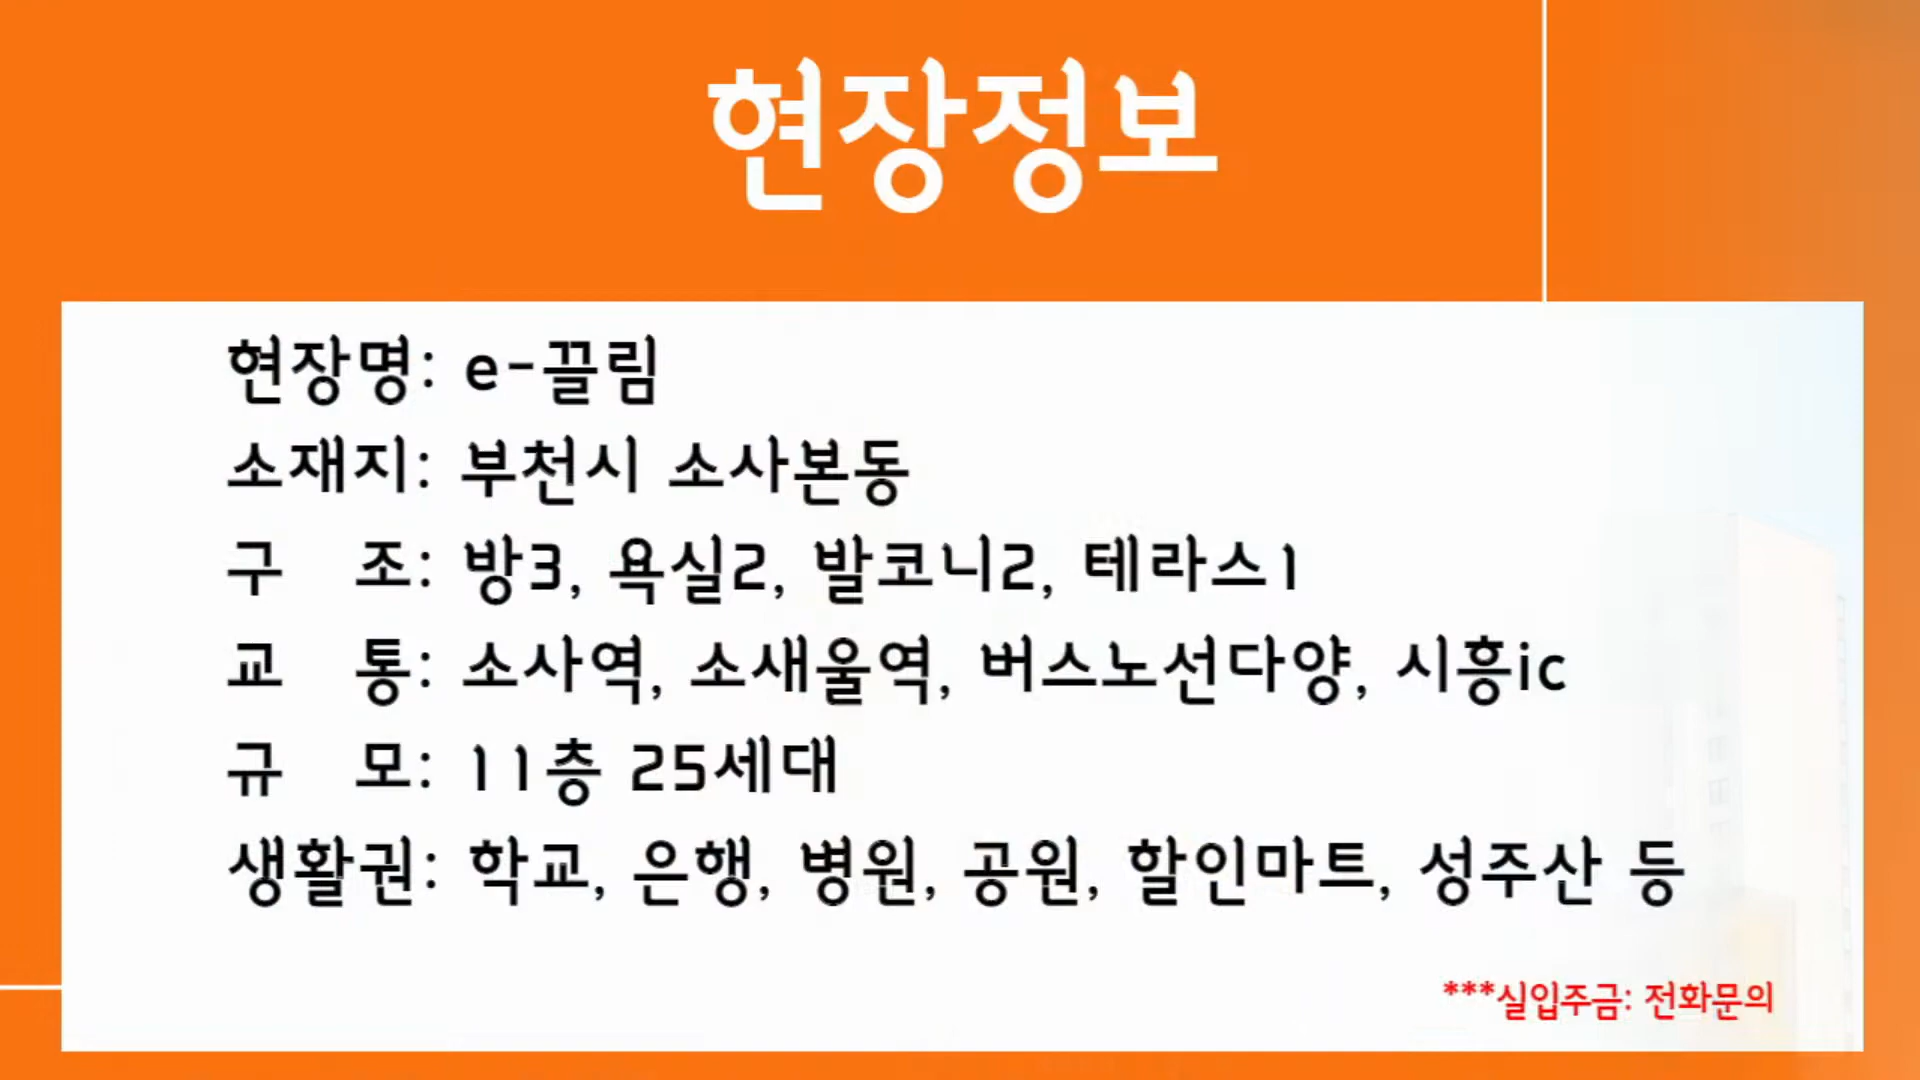 현장정보
현장명: e-끌림
소재지: 부천시 소사본동
구 조: 방3, 욕실2, 발코니2, 테라스1
교 통: 소사역, 소새울역, 버스노선다양, 시흥ic
규 모: 11층 25세대
생활권: 학교, 은행, 병원, 공원, 할인마트, 성주산 등
***실입주금: 전화문의